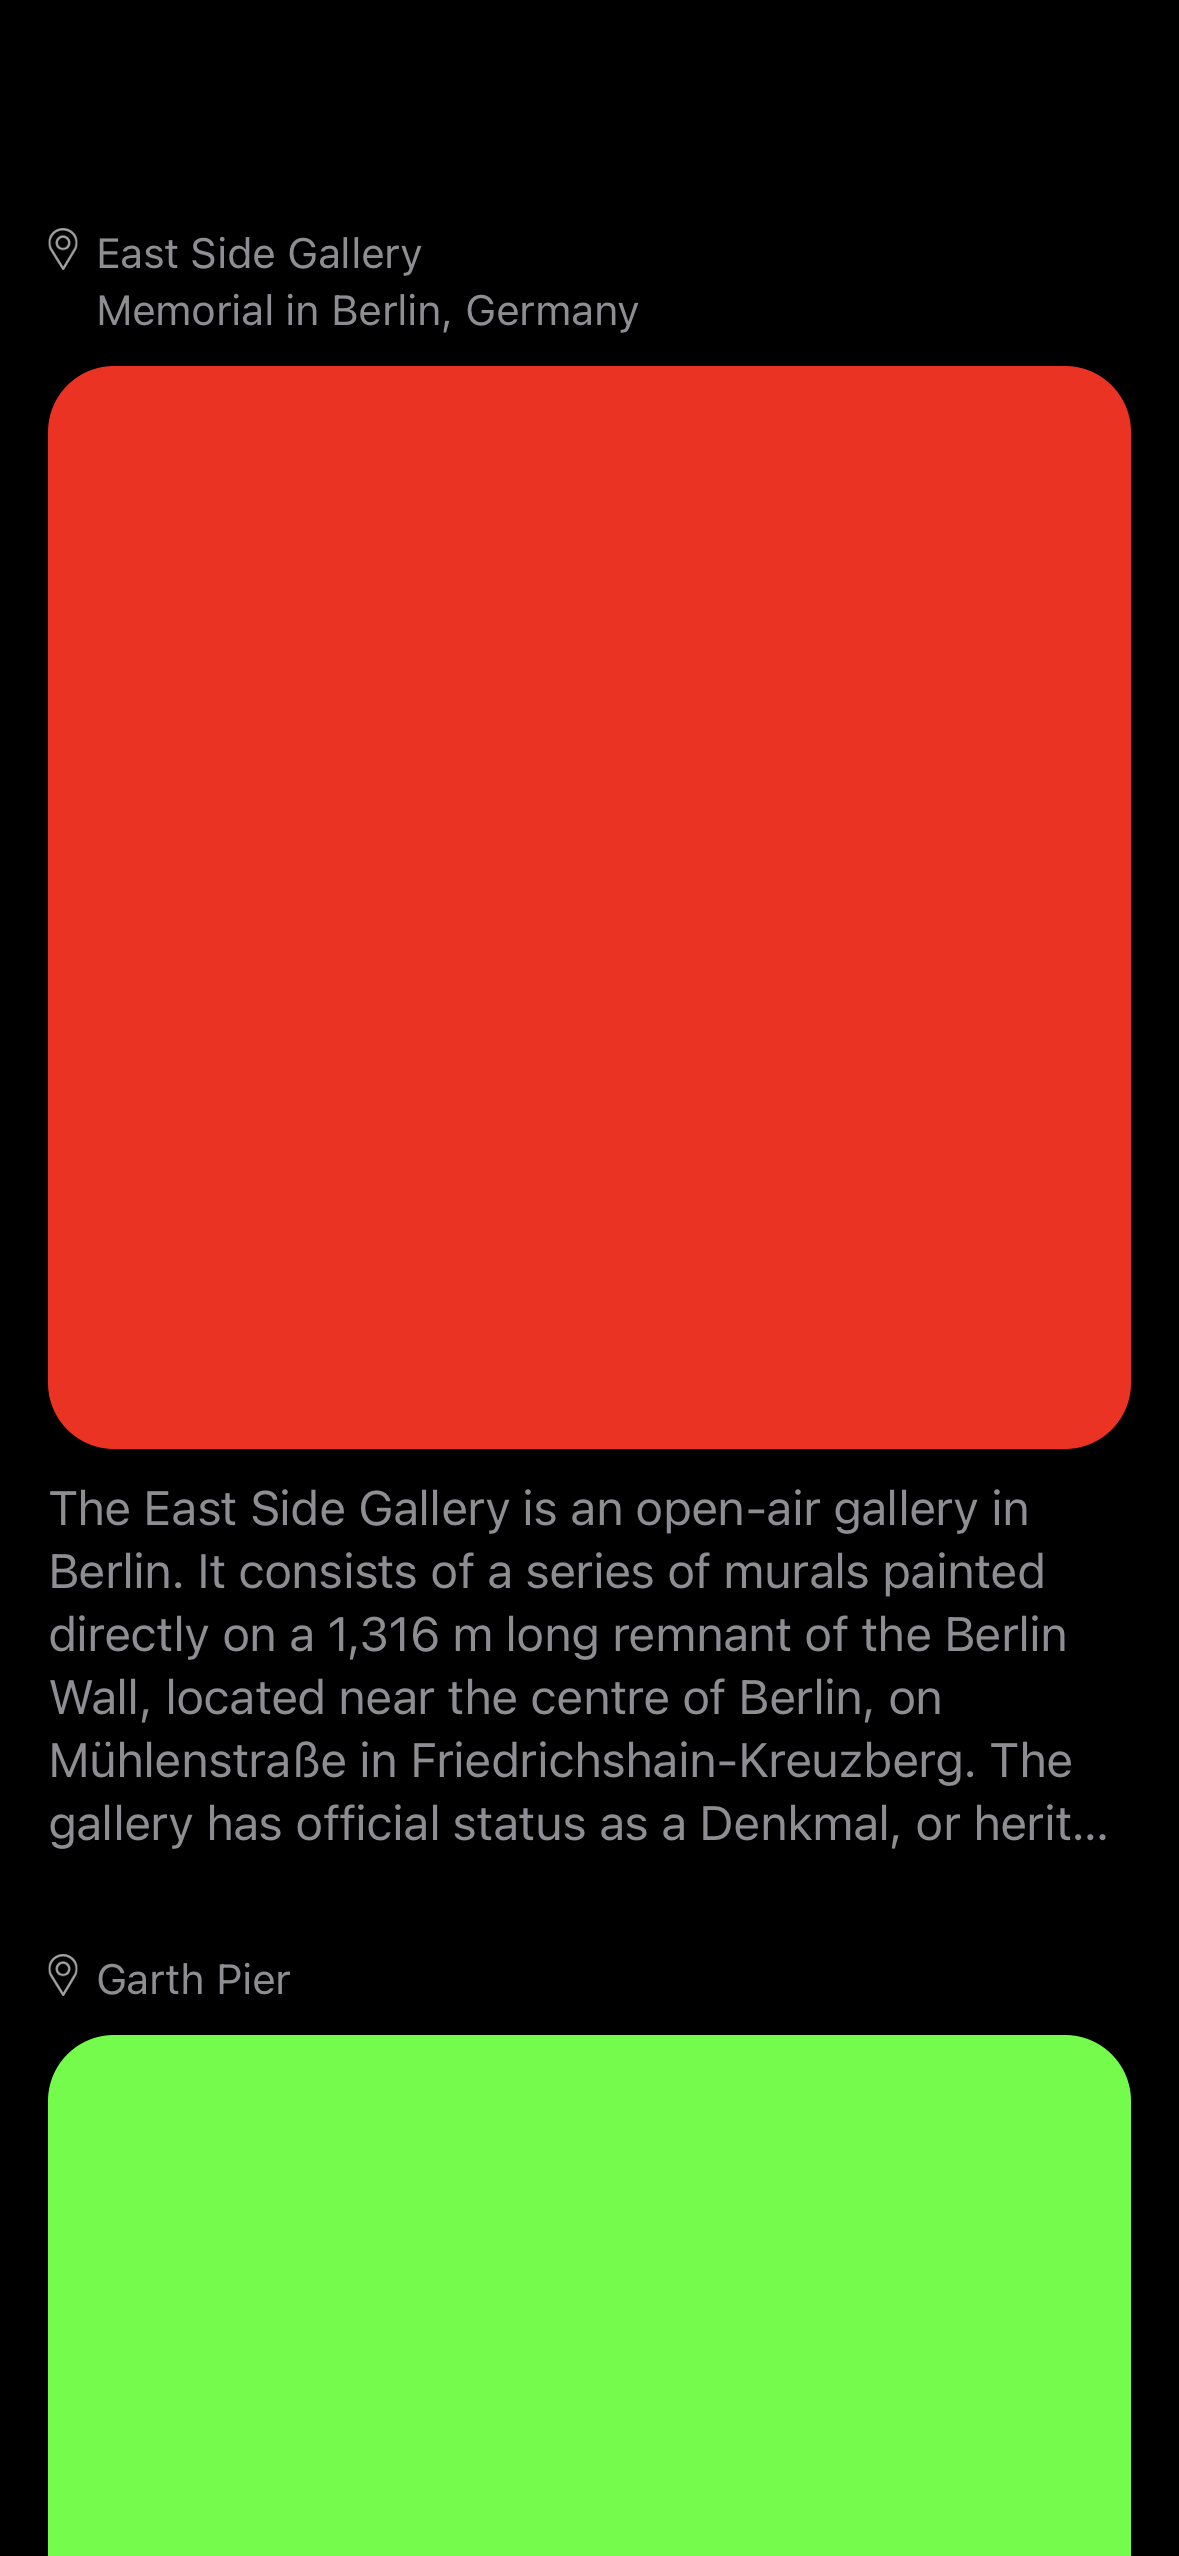 East Side Gallery
Memorial in Berlin, Germany
The East Side Gallery is an open-air gallery in
Berlin. It consists of a series of murals painted
directly on a 1,316 m long remnant of the Berlin
Wall, located near the centre of Berlin, on
Mühlenstraße in Friedrichshain-Kreuzberg. The
gallery has official status as a Denkmal, or herit...
Garth Pier